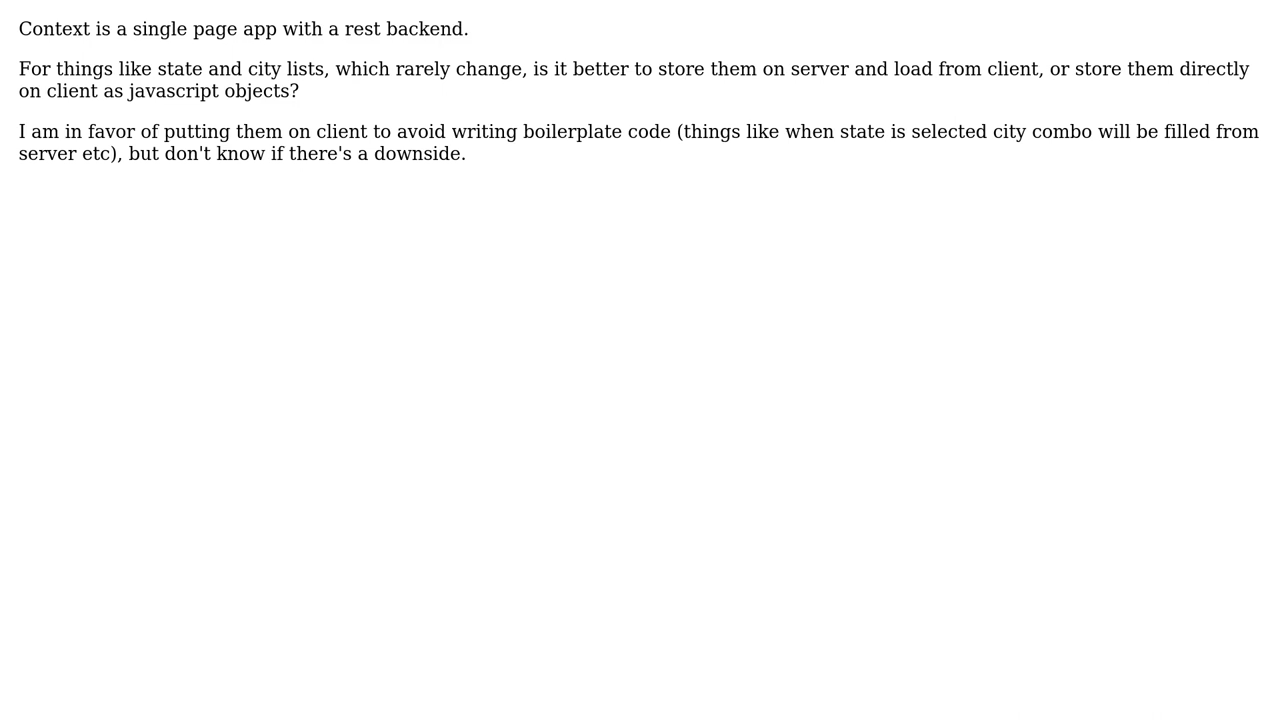 Context is a single page app with a rest backend.
For things like state and city lists, which rarely change, is it better to store them on server and load from client, or store them directly
on client as javascript objects?
I am in favor of putting them on client to avoid writing boilerplate code (things like when state is selected city combo will be filled from
server etc), but don't know if there's a downside.